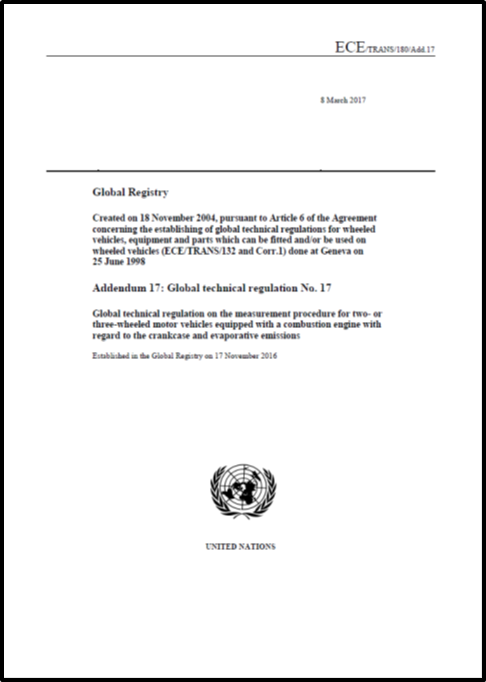 ECE/TRANS/180/Add.17
8 March 2017
Global Registry
Created on 18 November 2004, pursuant to Article 6 of the Agreement
concerning the establishing of global technical regulations for wheeled
vehicles, equipment and parts which can be fitted and/or be used on
wheeled vehicles (ECE/TRANS/132 and Corr.1) done at Geneva on
25 June 1998
Addendum 17: Global technical regulation No. 17
Global technical regulation on the measurement procedure for two- or
three-wheeled motor vehicles equipped with a combustion engine with
regard to the crankcase and evaporative emissions
Established in the Global Registry on 17 November 2016
UNITED NATIONS